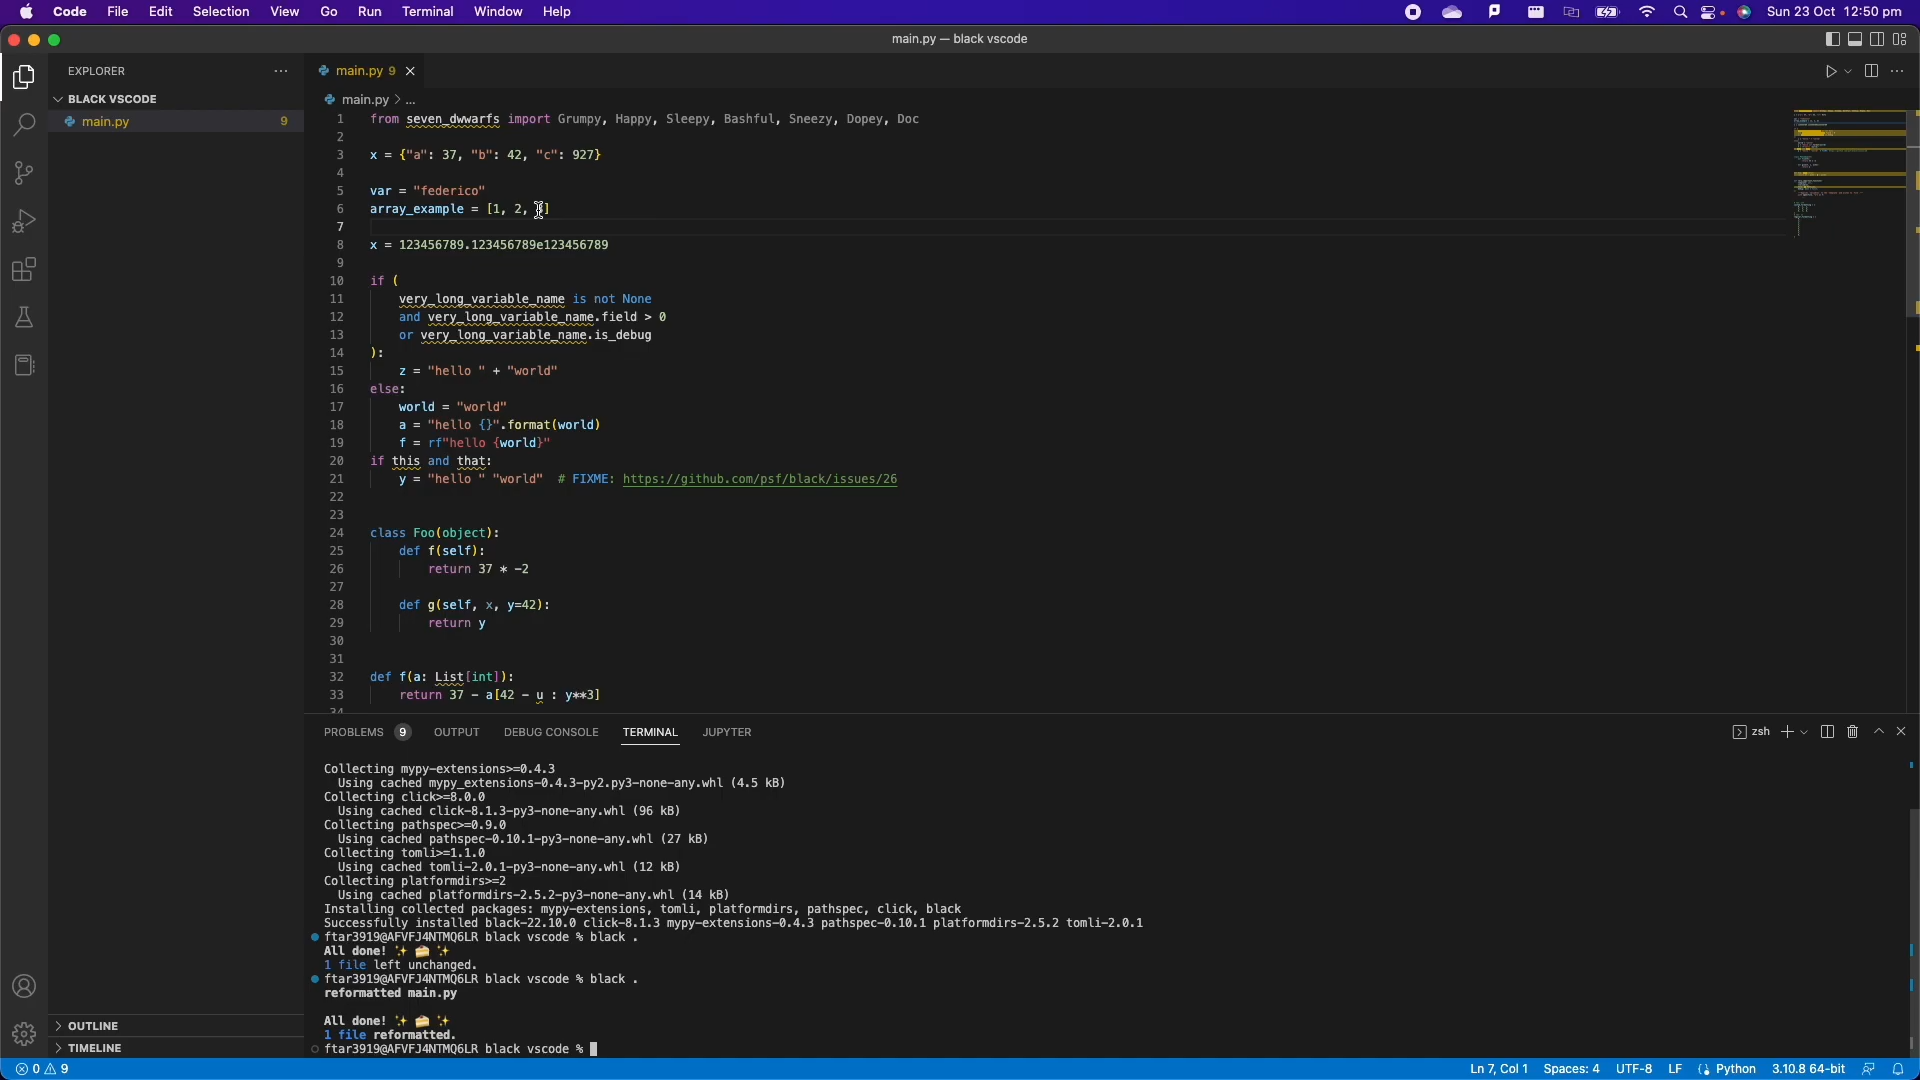 Code File Edit Selection View Go Run Terminal Window Help Sun 23 Oct 12:50 pm
main.py — black vscode
EXPLORER
main.py 9
BLACK VSCODE
main.py 9
main.py > ...
1 from seven_dwwarfs import Grumpy, Happy, Sleepy, Bashful, Sneezy, Dopey, Doc
2
3 x = {"a": 37, "b": 42, "c": 927}
4
5 var = "federico"
6 array_example = [1, 2, ]
7
8 x = 123456789.123456789e123456789
9
10 if (
11 very_long_variable_name is not None
12 and very_long_variable_name.field > 0
13 or very_long_variable_name.is_debug
14 ):
15 z = "hello " + "world"
16 else:
17 world = "world"
18 a = "hello {}".format(world)
19 f = rf"hello {world}"
20 if this and that:
21 y = "hello " "world" # FIXME: https://github.com/psf/black/issues/26
22
23
24 class Foo(object):
25 def f(self):
26 return 37 * -2
27
28 def g(self, x, y=42):
29 return y
30
31
32 def f(a: List[int]):
33 return 37 - a[42 - u : y**3]
34
PROBLEMS 9 OUTPUT DEBUG CONSOLE TERMINAL JUPYTER zsh
Collecting mypy-extensions>=0.4.3
Using cached mypy_extensions-0.4.3-py2.py3-none-any.whl (4.5 kB)
Collecting click>=8.0.0
Using cached click-8.1.3-py3-none-any.whl (96 kB)
Collecting pathspec>=0.9.0
Using cached pathspec-0.10.1-py3-none-any.whl (27 kB)
Collecting tomli>=1.1.0
Using cached tomli-2.0.1-py3-none-any.whl (12 kB)
Collecting platformdirs>=2
Using cached platformdirs-2.5.2-py3-none-any.whl (14 kB)
Installing collected packages: mypy-extensions, tomli, platformdirs, pathspec, click, black
Successfully installed black-22.10.0 click-8.1.3 mypy-extensions-0.4.3 pathspec-0.10.1 platformdirs-2.5.2 tomli-2.0.1
ftar3919@AFVFJ4NTMQ6LR black vscode % black .
All done! ✨ 🍰 ✨
1 file left unchanged.
ftar3919@AFVFJ4NTMQ6LR black vscode % black .
reformatted main.py
All done! ✨ 🍰 ✨
1 file reformatted.
ftar3919@AFVFJ4NTMQ6LR black vscode %
OUTLINE
TIMELINE
0 9 Ln 7, Col 1 Spaces: 4 UTF-8 LF Python 3.10.8 64-bit